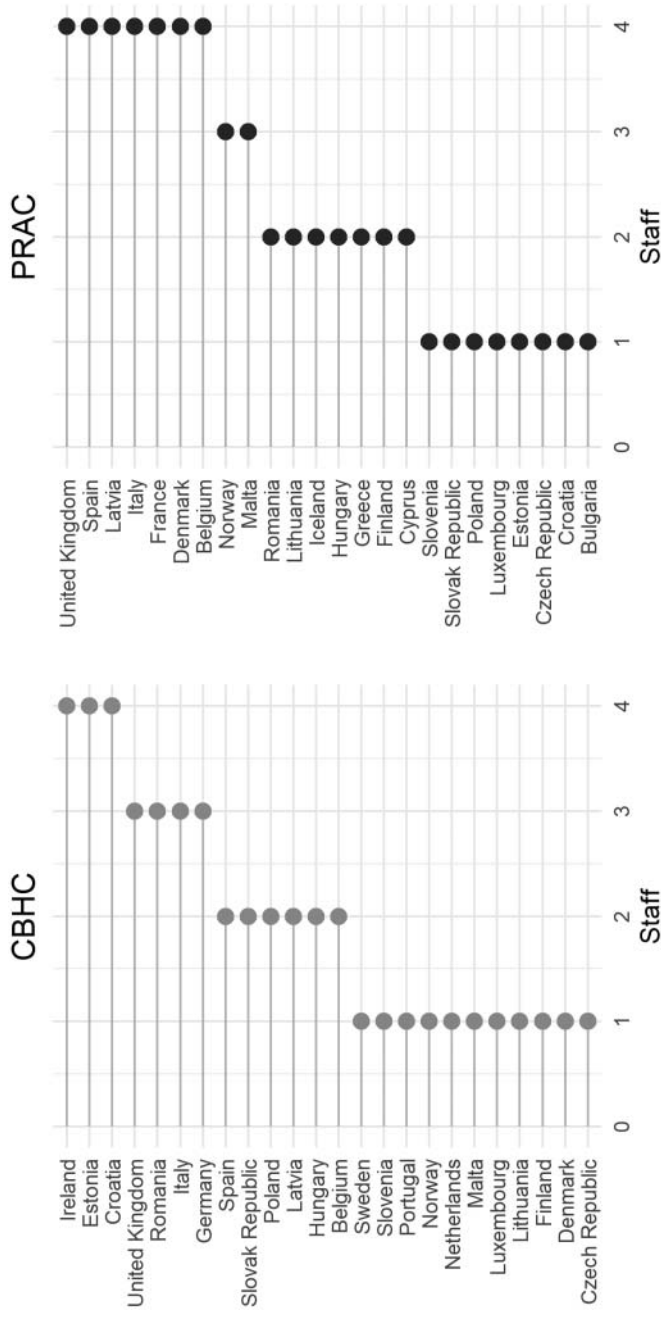 CBHC
Ireland
Estonia
Croatia
United Kingdom
Romania
Italy
Germany
Spain
Slovak Republic
Poland
Latvia
Hungary
Belgium
Sweden
Slovenia
Portugal
Norway
Netherlands
Malta
Luxembourg
Lithuania
Finland
Denmark
Czech Republic
0 1 2 3 4
Staff
PRAC
United Kingdom
Spain
Latvia
Italy
France
Denmark
Belgium
Norway
Malta
Romania
Lithuania
Iceland
Hungary
Greece
Finland
Cyprus
Slovenia
Slovak Republic
Poland
Luxembourg
Estonia
Czech Republic
Croatia
Bulgaria
0 1 2 3 4
Staff